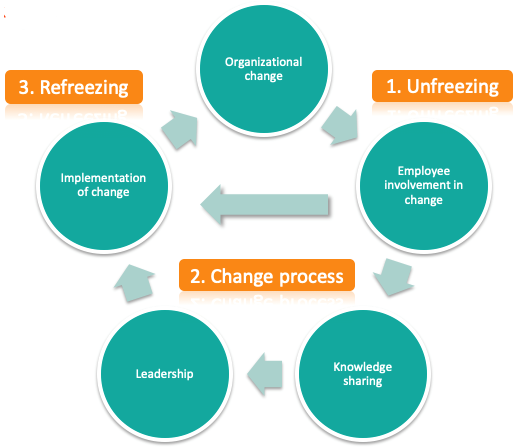 Organizational
change
3. Refreezing
1. Unfreezing
Implementation
of change
Employee
involvement in
change
2. Change process
Leadership
Knowledge
sharing